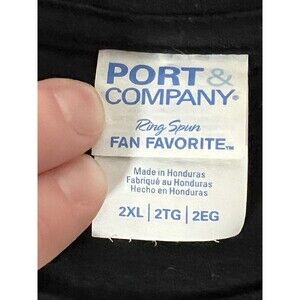 PORT &
COMPANY®
Ring Spun
FAN FAVORITE™
Made in Honduras
Fabriqué au Honduras
Hecho en Honduras
2XL | 2TG | 2EG